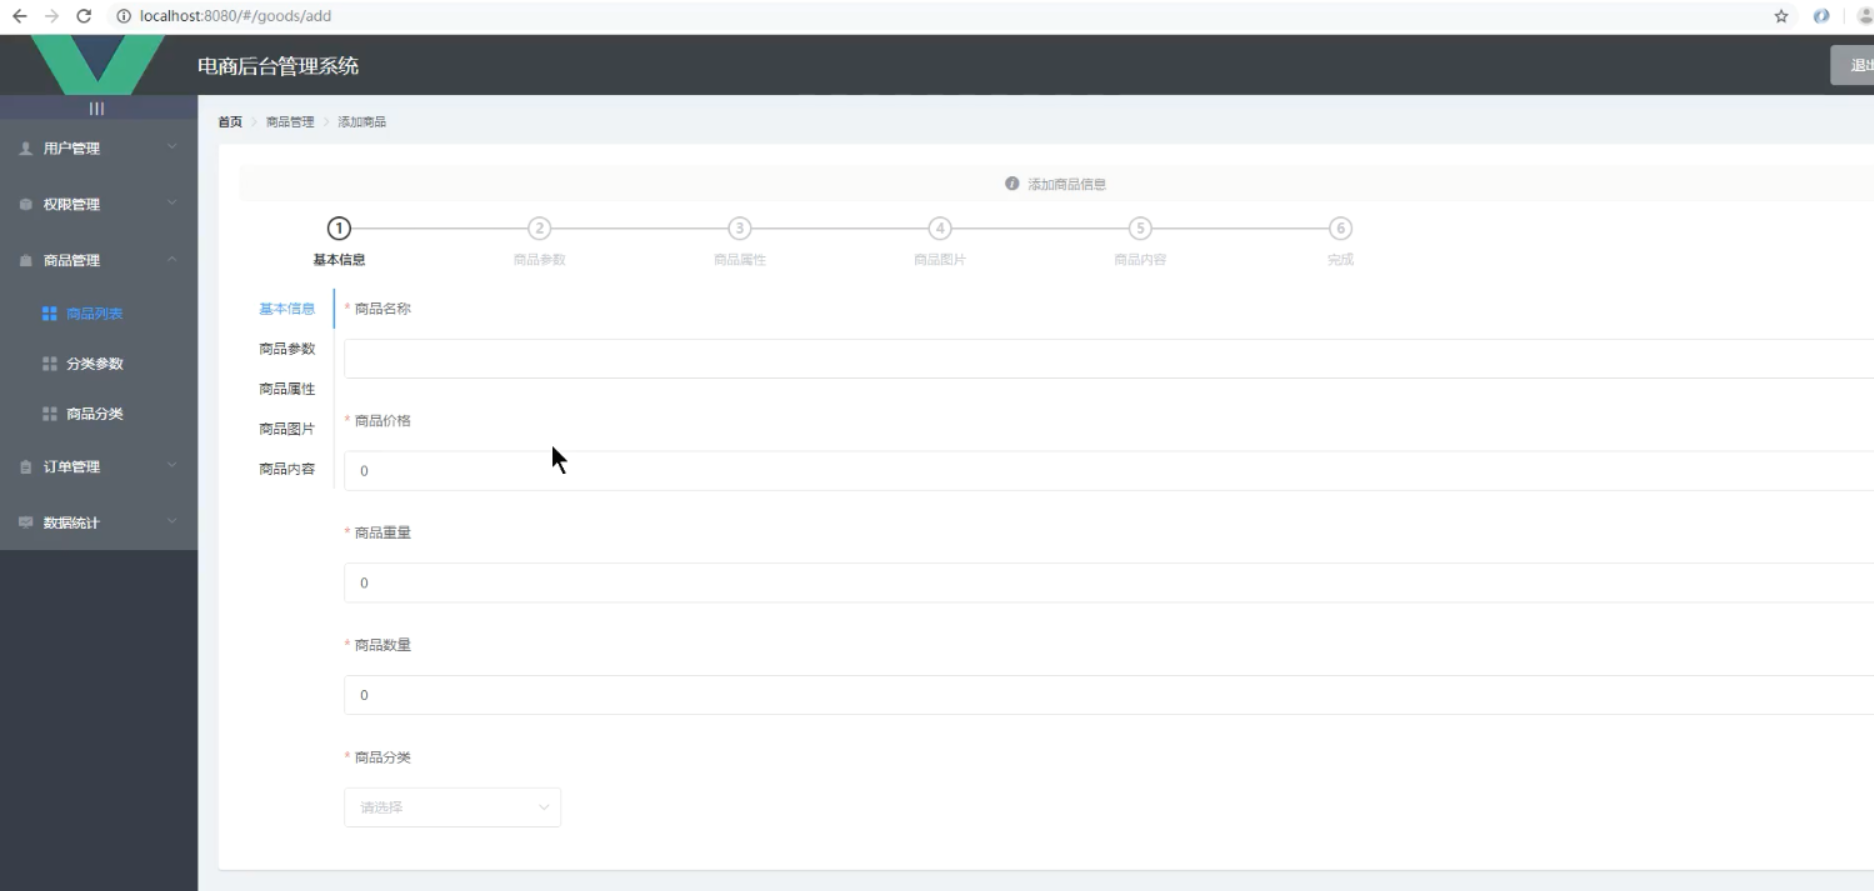 localhost:8080/#/goods/add
电商后台管理系统
退出
首页 > 商品管理 > 添加商品
用户管理
权限管理
商品管理
商品列表
分类参数
商品分类
订单管理
数据统计
添加商品信息
1 2 3 4 5 6
基本信息 商品参数 商品属性 商品图片 商品内容 完成
基本信息
商品参数
商品属性
商品图片
商品内容
* 商品名称
* 商品价格
0
* 商品重量
0
* 商品数量
0
* 商品分类
请选择